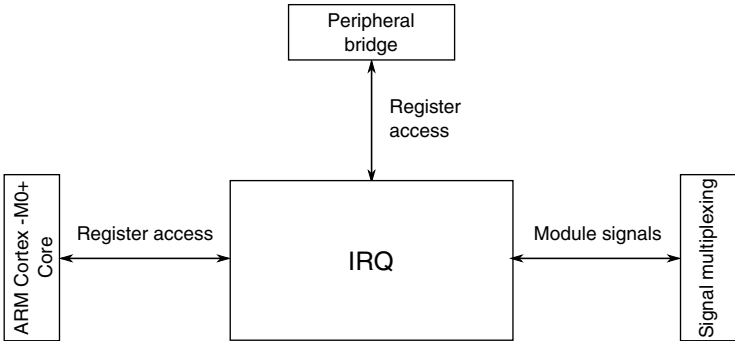 Peripheral
bridge
Register
access
ARM Cortex -M0+
Core
Register access
IRQ
Module signals
Signal multiplexing